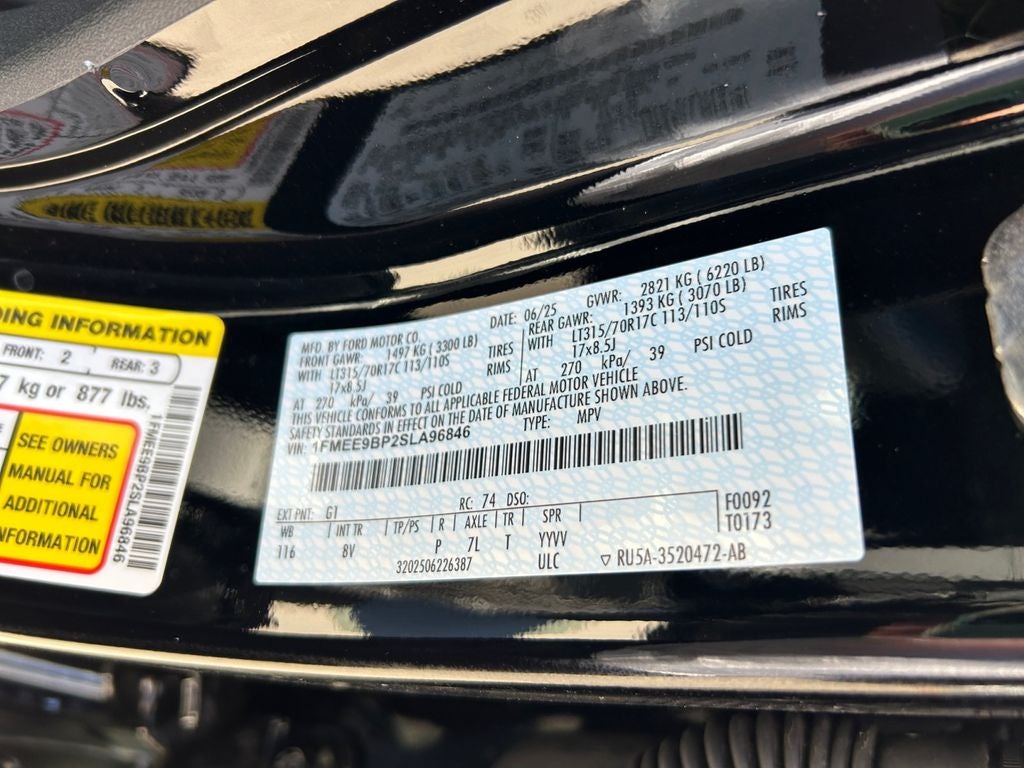 DING INFORMATION
FRONT: 2 REAR: 3
7 kg or 877 lbs.
SEE OWNERS
MANUAL FOR
ADDITIONAL
NFORMATION
1FMEE9BP2SLA96846
MFD. BY FORD MOTOR CO.
FRONT GAWR: 1497 KG ( 3300 LB)
WITH LT315/70R17C 113/110S TIRES
17x8.5J RIMS
AT 270 kPa/ 39 PSI COLD
DATE: 06/25 GVWR: 2821 KG ( 6220 LB)
REAR GAWR: 1393 KG ( 3070 LB)
WITH LT315/70R17C 113/110S TIRES
17x8.5J RIMS
AT 270 kPa/ 39 PSI COLD
THIS VEHICLE CONFORMS TO ALL APPLICABLE FEDERAL MOTOR VEHICLE
SAFETY STANDARDS IN EFFECT ON THE DATE OF MANUFACTURE SHOWN ABOVE.
VIN: 1FMEE9BP2SLA96846 TYPE: MPV
EXT PNT: G1 RC: 74 DSO:
WB INT TR TP/PS R AXLE TR SPR
116 8V P 7L T YYVV
3202506226387 ULC
F0092
T0173
▽ RU5A-3520472-AB